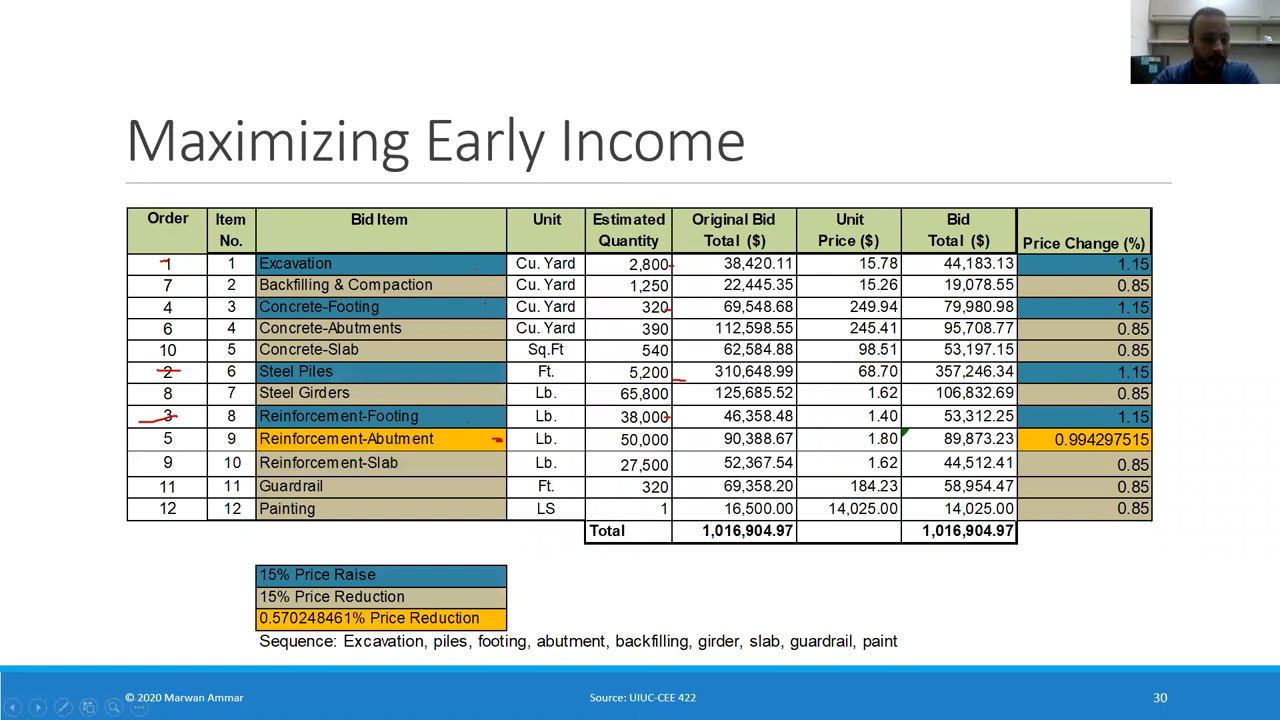 Maximizing Early Income
Order Item No. Bid Item Unit Estimated Quantity Original Bid Total ($) Unit Price ($) Bid Total ($) Price Change (%)
1 1 Excavation Cu. Yard 2,800 38,420.11 15.78 44,183.13 1.15
7 2 Backfilling & Compaction Cu. Yard 1,250 22,445.35 15.26 19,078.55 0.85
4 3 Concrete-Footing Cu. Yard 320 69,548.68 249.94 79,980.98 1.15
6 4 Concrete-Abutments Cu. Yard 390 112,598.55 245.41 95,708.77 0.85
10 5 Concrete-Slab Sq.Ft 540 62,584.88 98.51 53,197.15 0.85
2 6 Steel Piles Ft. 5,200 310,648.99 68.70 357,246.34 1.15
8 7 Steel Girders Lb. 65,800 125,685.52 1.62 106,832.69 0.85
3 8 Reinforcement-Footing Lb. 38,000 46,358.48 1.40 53,312.25 1.15
5 9 Reinforcement-Abutment Lb. 50,000 90,388.67 1.80 89,873.23 0.994297515
9 10 Reinforcement-Slab Lb. 27,500 52,367.54 1.62 44,512.41 0.85
11 11 Guardrail Ft. 320 69,358.20 184.23 58,954.47 0.85
12 12 Painting LS 1 16,500.00 14,025.00 14,025.00 0.85
Total 1,016,904.97 1,016,904.97
15% Price Raise
15% Price Reduction
0.570248461% Price Reduction
Sequence: Excavation, piles, footing, abutment, backfilling, girder, slab, guardrail, paint
© 2020 Marwan Ammar Source: UIUC-CEE 422 30